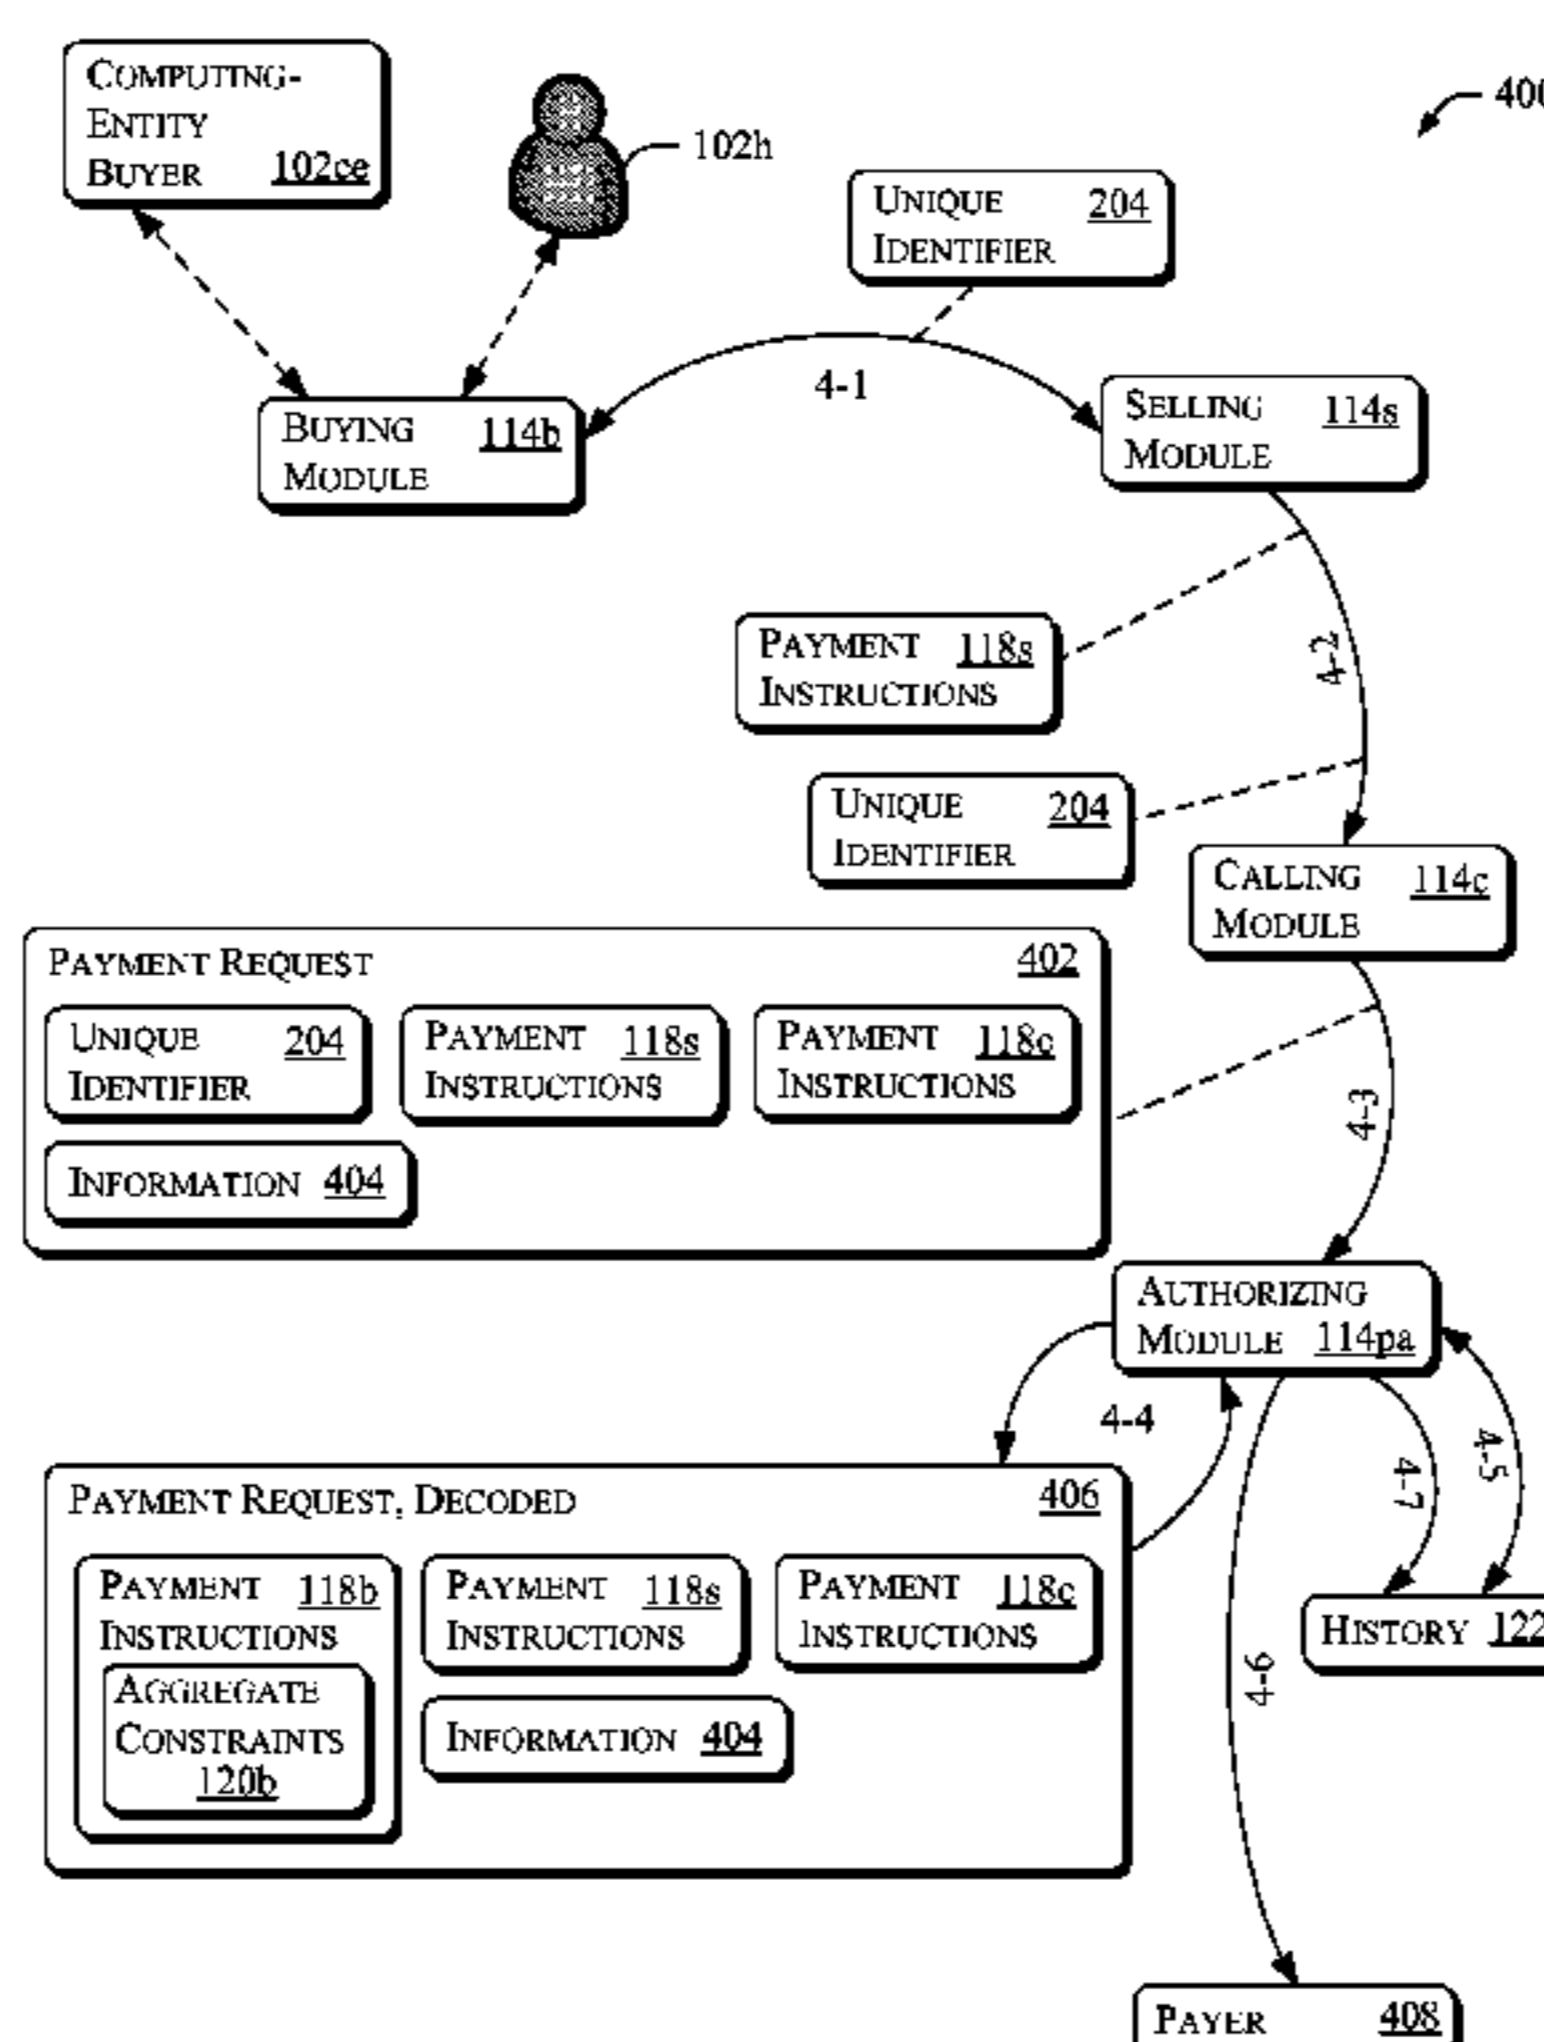 COMPUTING-
ENTITY
BUYER 102ce
102h
400
UNIQUE 204
IDENTIFIER
4-1
BUYING 114b
MODULE
SELLING 114s
MODULE
PAYMENT 118s
INSTRUCTIONS
4-2
UNIQUE 204
IDENTIFIER
CALLING 114c
MODULE
PAYMENT REQUEST 402
UNIQUE 204
IDENTIFIER
PAYMENT 118s
INSTRUCTIONS
PAYMENT 118c
INSTRUCTIONS
INFORMATION 404
4-3
AUTHORIZING
MODULE 114pa
4-4
4-5
4-7
PAYMENT REQUEST, DECODED 406
PAYMENT 118b
INSTRUCTIONS
AGGREGATE
CONSTRAINTS
120b
PAYMENT 118s
INSTRUCTIONS
PAYMENT 118c
INSTRUCTIONS
INFORMATION 404
HISTORY 122
4-6
PAYER 408